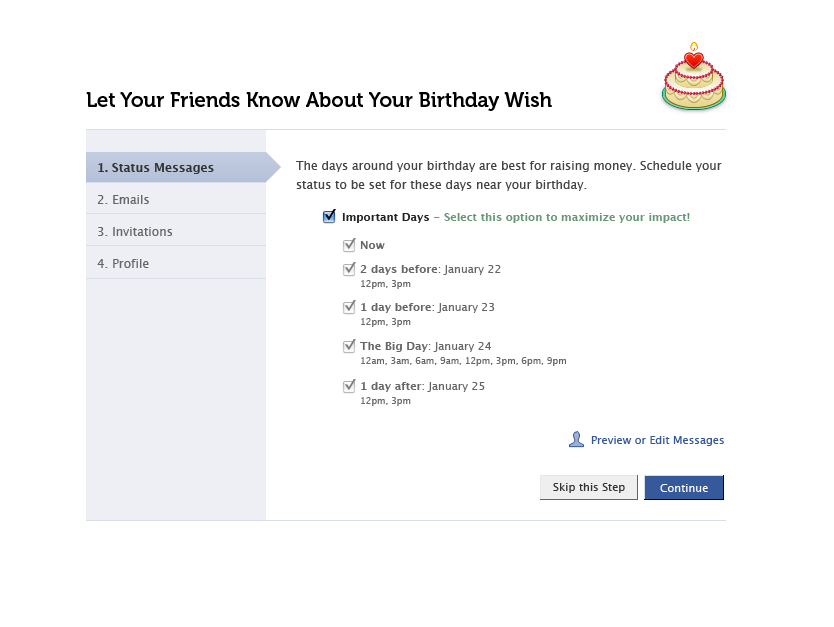 Let Your Friends Know About Your Birthday Wish
1. Status Messages
2. Emails
3. Invitations
4. Profile
The days around your birthday are best for raising money. Schedule your
status to be set for these days near your birthday.
Important Days – Select this option to maximize your impact!
Now
2 days before: January 22
12pm, 3pm
1 day before: January 23
12pm, 3pm
The Big Day: January 24
12am, 3am, 6am, 9am, 12pm, 3pm, 6pm, 9pm
1 day after: January 25
12pm, 3pm
Preview or Edit Messages
Skip this Step
Continue